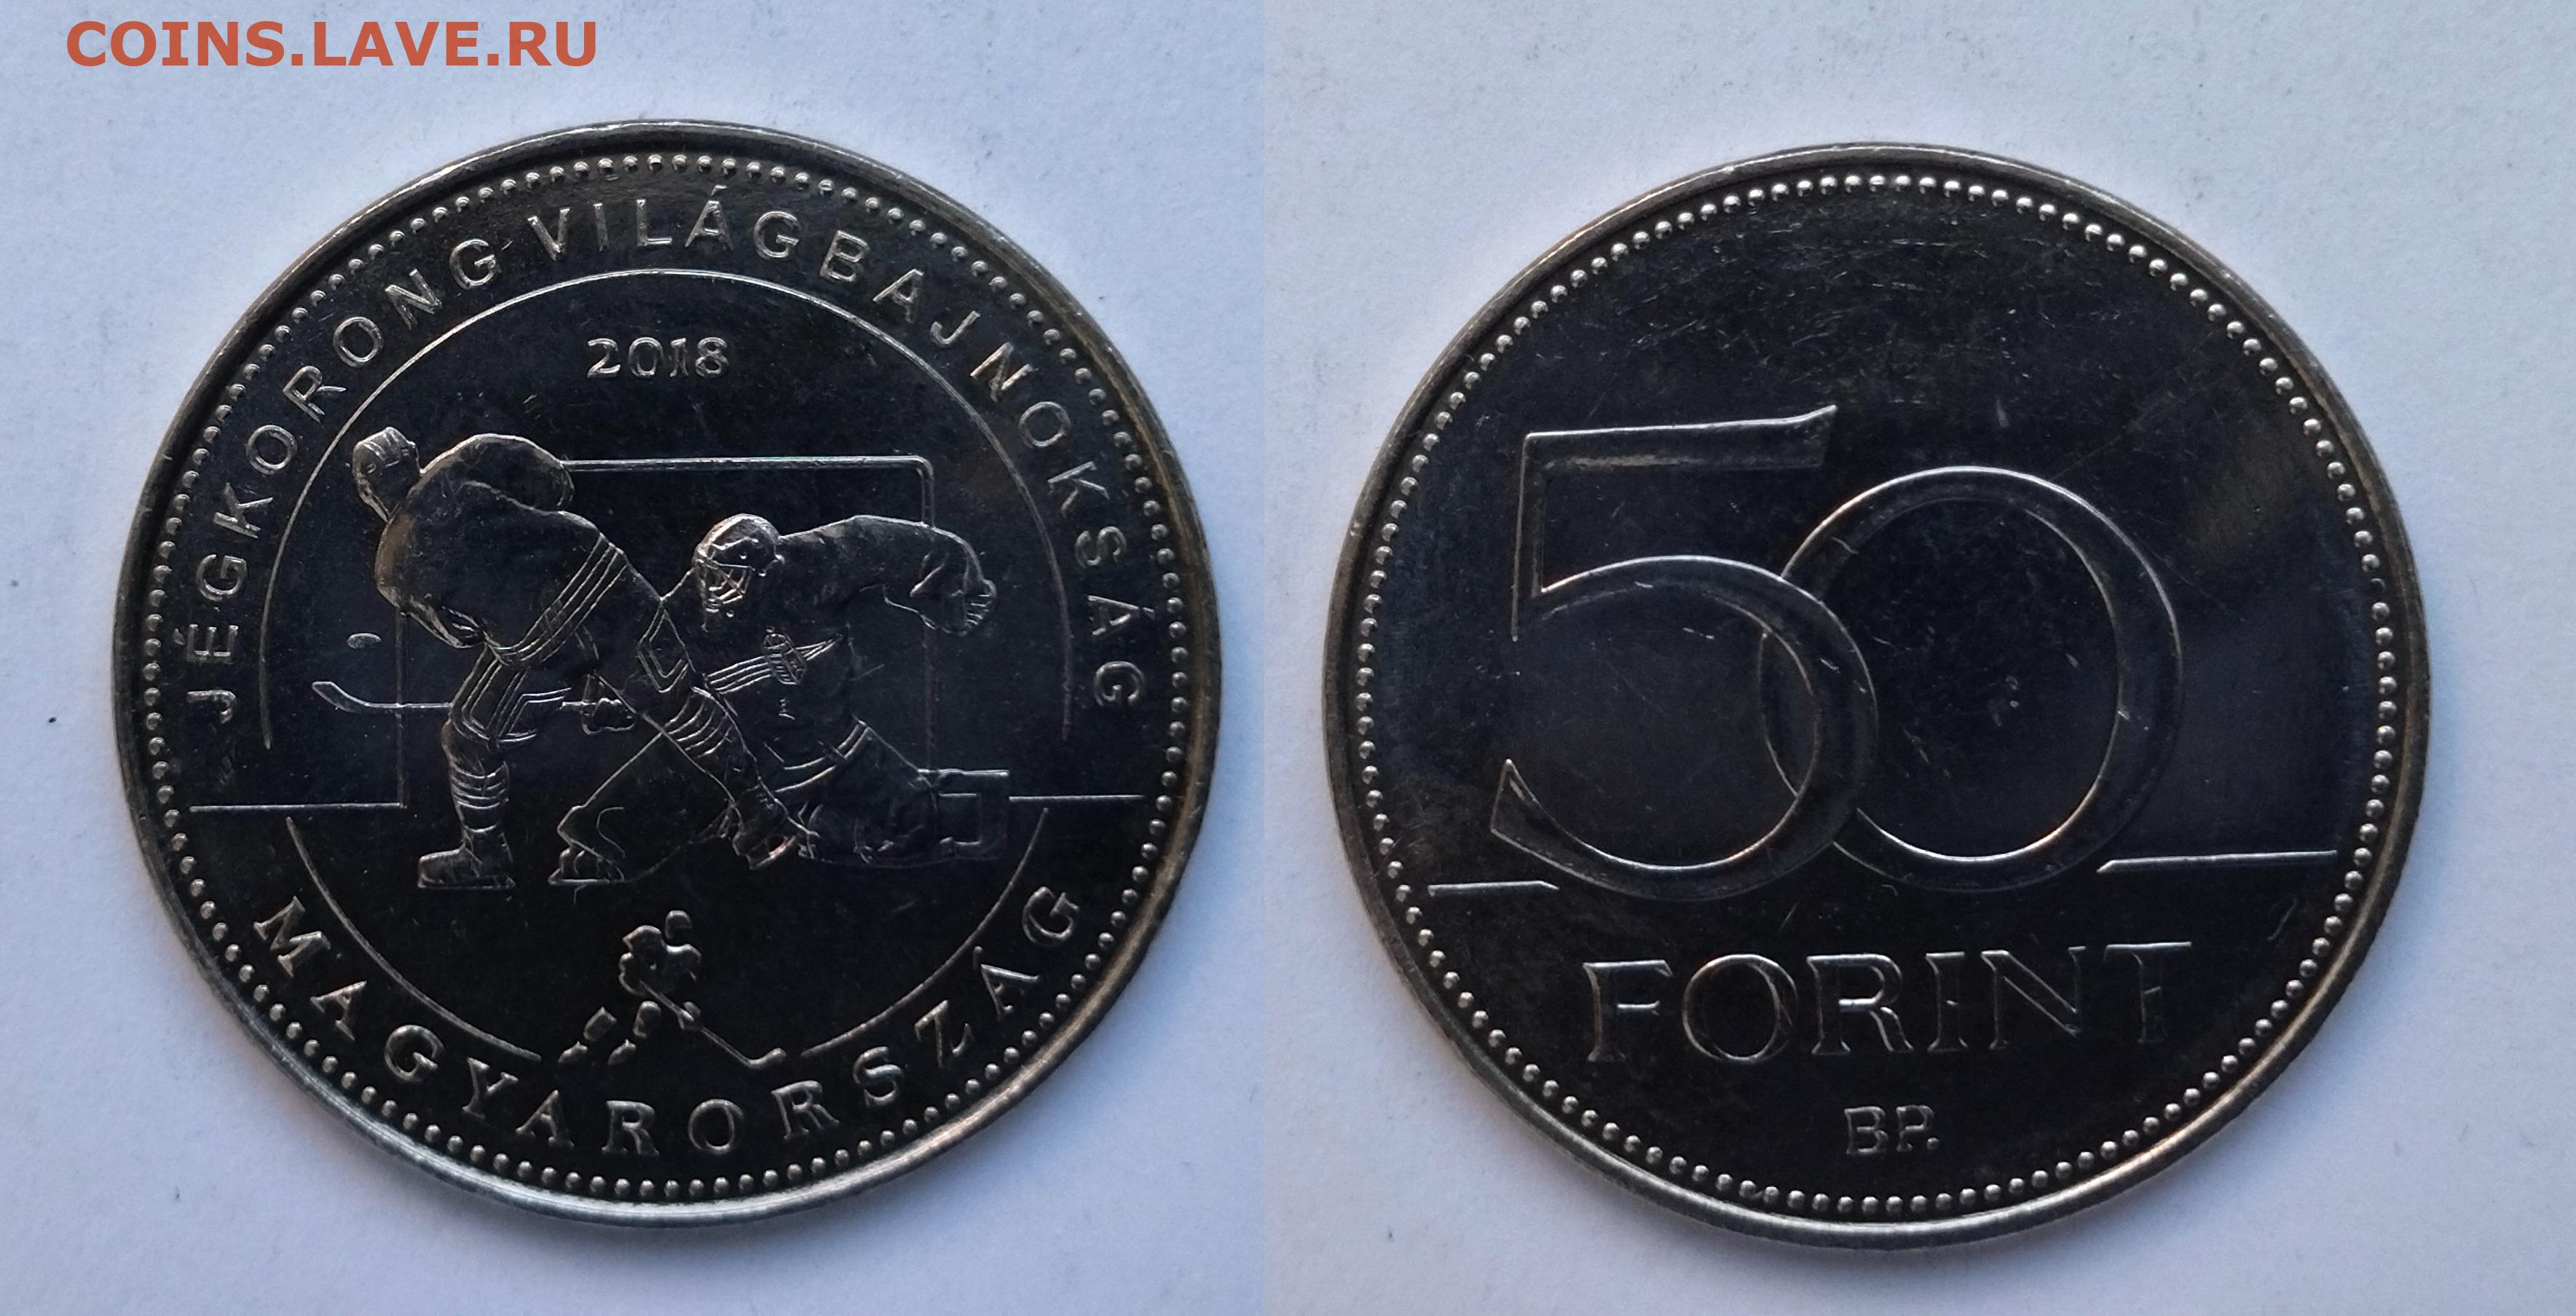 COINS.LAVE.RU
JÉGKORONG VILÁGBAJNOKSÁG
2018
MAGYARORSZÁG
50
FORINT
BP.